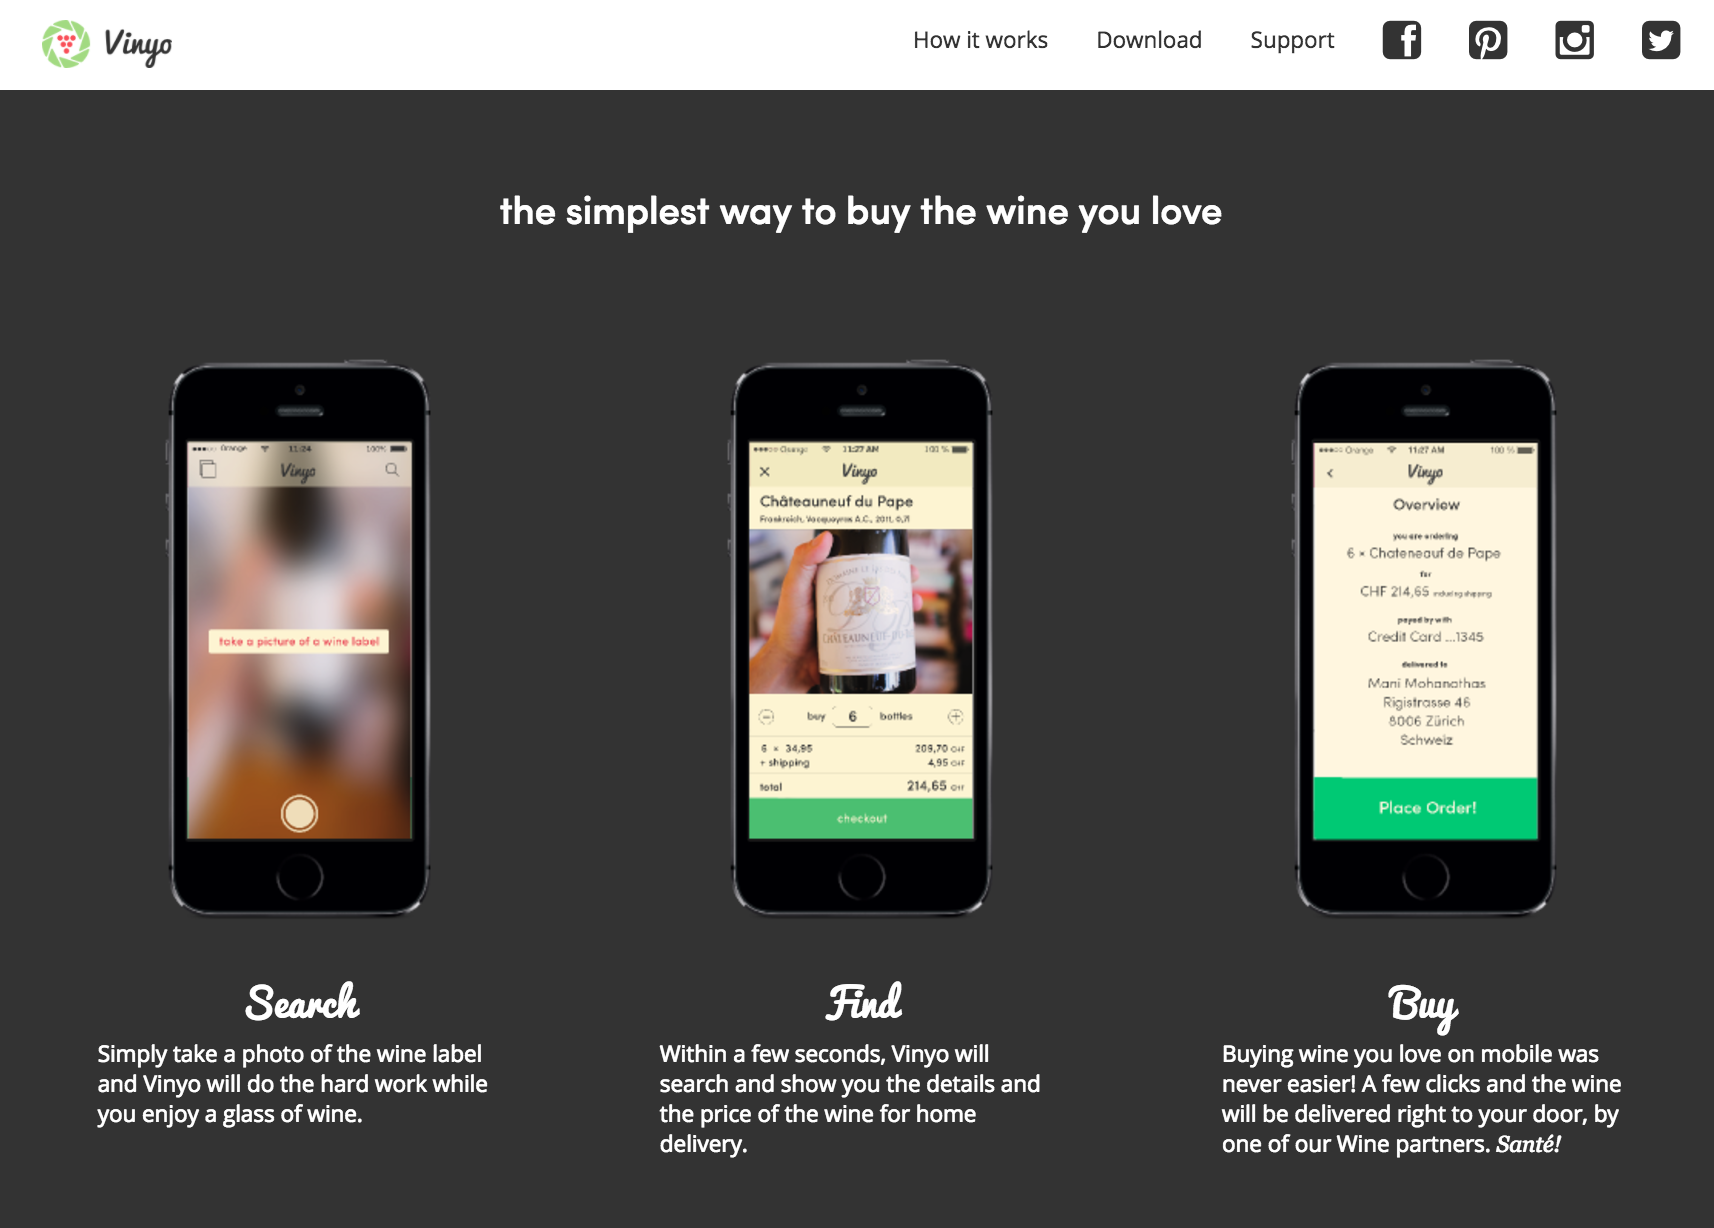 Vinyo
How it works
Download
Support
the simplest way to buy the wine you love
Orange 11:24 100%
Vinyo
take a picture of a wine label
Orange 11:27 AM 100 %
Vinyo
Châteauneuf du Pape
Frankreich, Vacqueyras A.C., 2011, 0,7l
buy 6 bottles
6 × 34,95 209,70 CHF
+ shipping 4,95 CHF
total 214,65 CHF
checkout
Orange 11:27 AM 100 %
Vinyo
Overview
you are ordering
6 × Chateneauf de Pape
for
CHF 214,65 including shipping
payed by with
Credit Card ...1345
delivered to
Mani Mohanathas
Rigistrasse 46
8006 Zürich
Schweiz
Place Order!
Search
Simply take a photo of the wine label
and Vinyo will do the hard work while
you enjoy a glass of wine.
Find
Within a few seconds, Vinyo will
search and show you the details and
the price of the wine for home
delivery.
Buy
Buying wine you love on mobile was
never easier! A few clicks and the wine
will be delivered right to your door, by
one of our Wine partners. Santé!